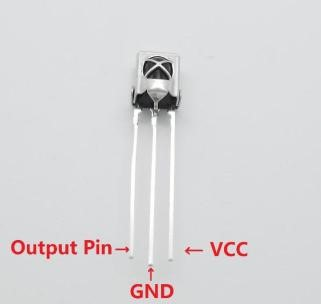 Output Pin→
← VCC
↑
GND